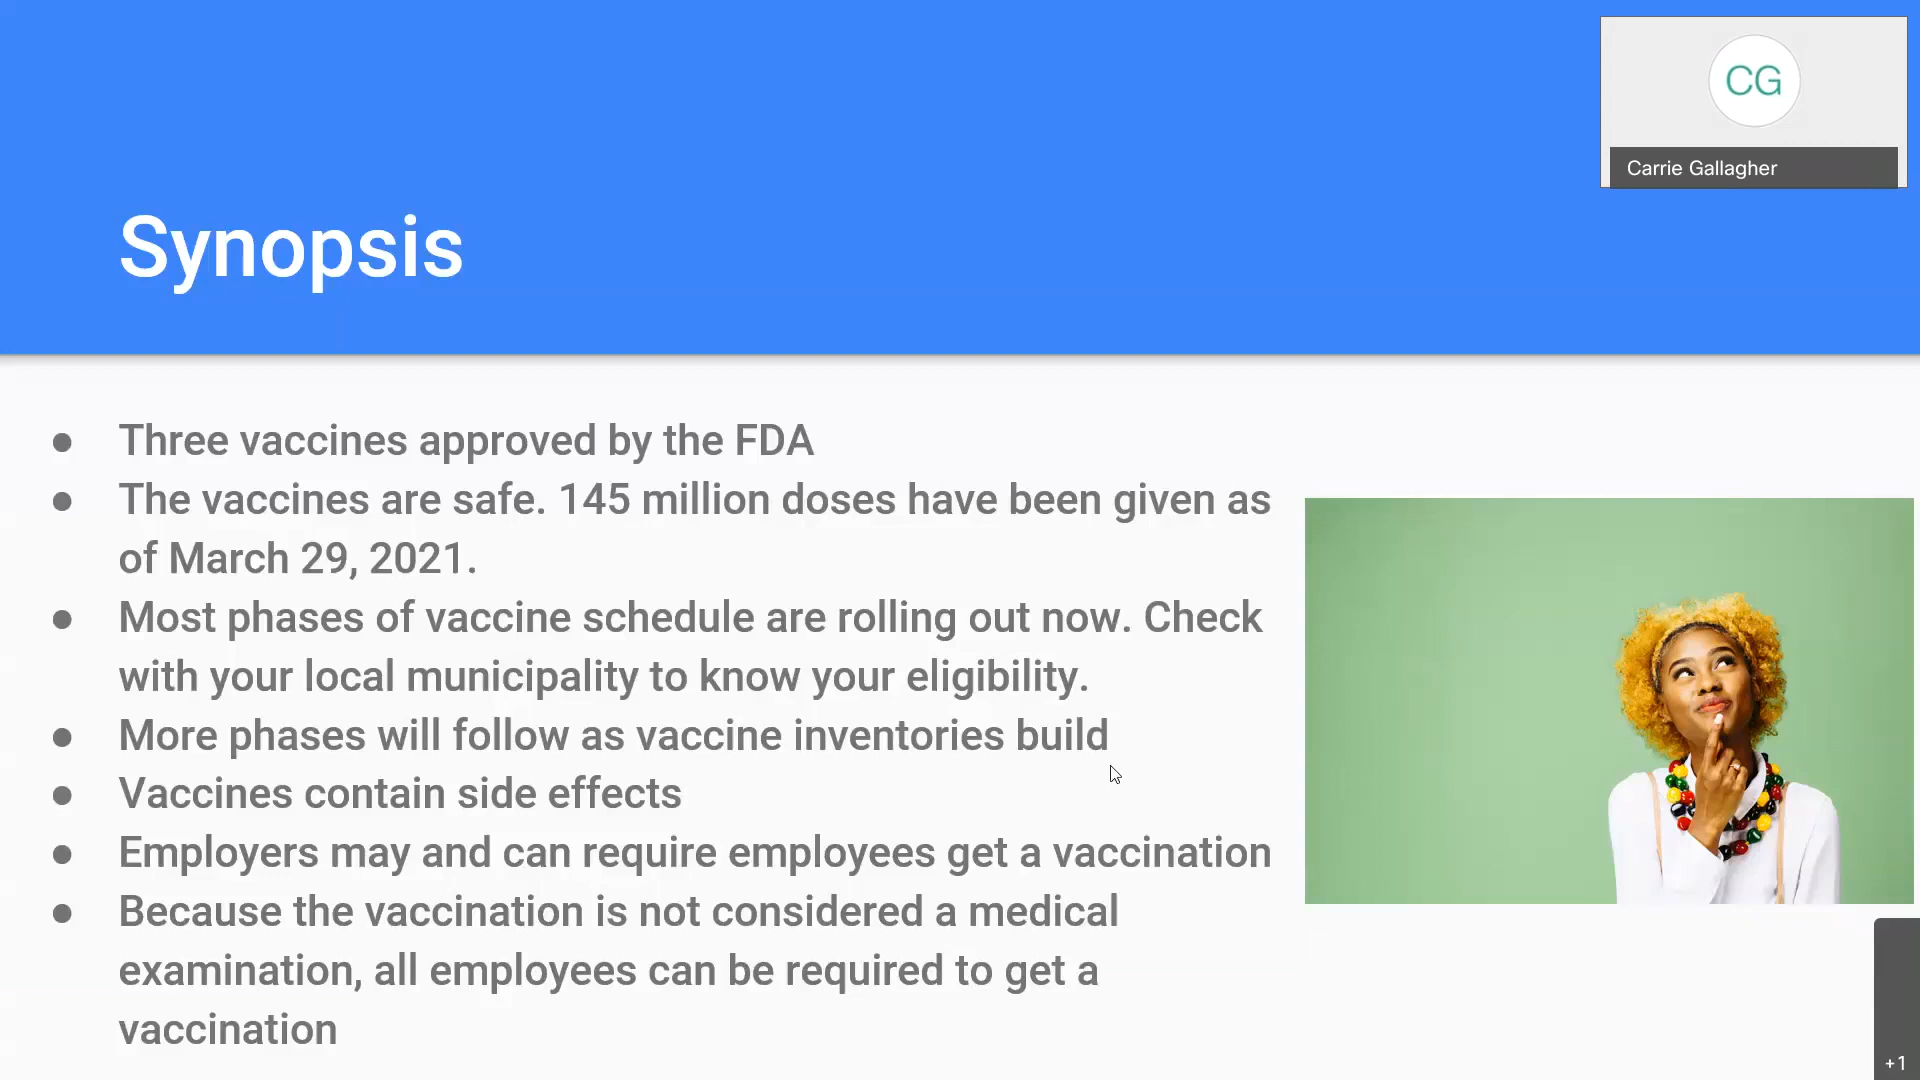 CG
Carrie Gallagher
Synopsis
● Three vaccines approved by the FDA
● The vaccines are safe. 145 million doses have been given as
of March 29, 2021.
● Most phases of vaccine schedule are rolling out now. Check
with your local municipality to know your eligibility.
● More phases will follow as vaccine inventories build
● Vaccines contain side effects
● Employers may and can require employees get a vaccination
● Because the vaccination is not considered a medical
examination, all employees can be required to get a
vaccination
+1